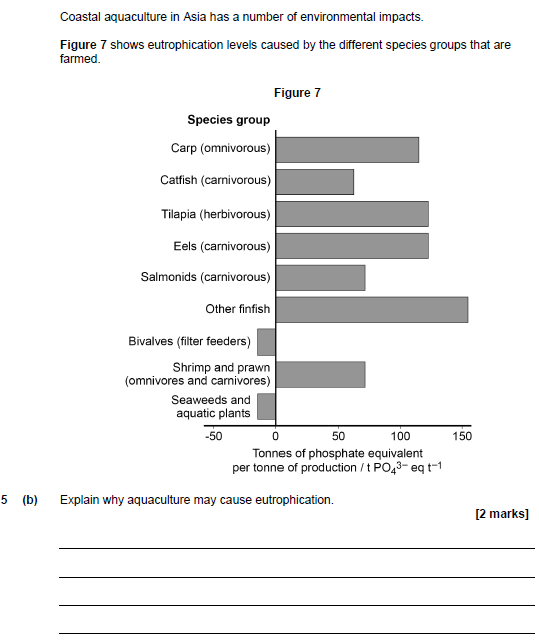 Coastal aquaculture in Asia has a number of environmental impacts.
Figure 7 shows eutrophication levels caused by the different species groups that are
farmed.
Figure 7
Species group
Carp (omnivorous)
Catfish (carnivorous)
Tilapia (herbivorous)
Eels (carnivorous)
Salmonids (carnivorous)
Other finfish
Bivalves (filter feeders)
Shrimp and prawn
(omnivores and carnivores)
Seaweeds and
aquatic plants
-50 0 50 100 150
Tonnes of phosphate equivalent
per tonne of production / t PO₄³⁻ eq t⁻¹
5 (b) Explain why aquaculture may cause eutrophication.
[2 marks]